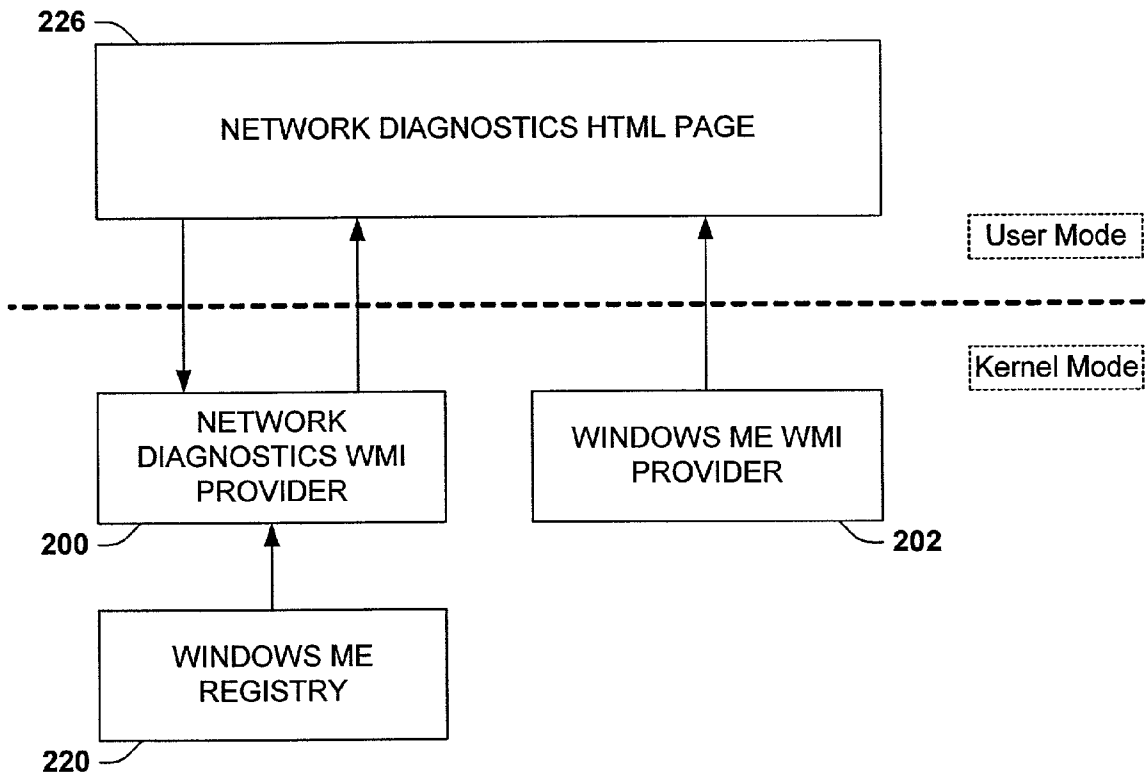 226
NETWORK DIAGNOSTICS HTML PAGE
User Mode
Kernel Mode
NETWORK
DIAGNOSTICS WMI
PROVIDER
WINDOWS ME WMI
PROVIDER
200
202
WINDOWS ME
REGISTRY
220